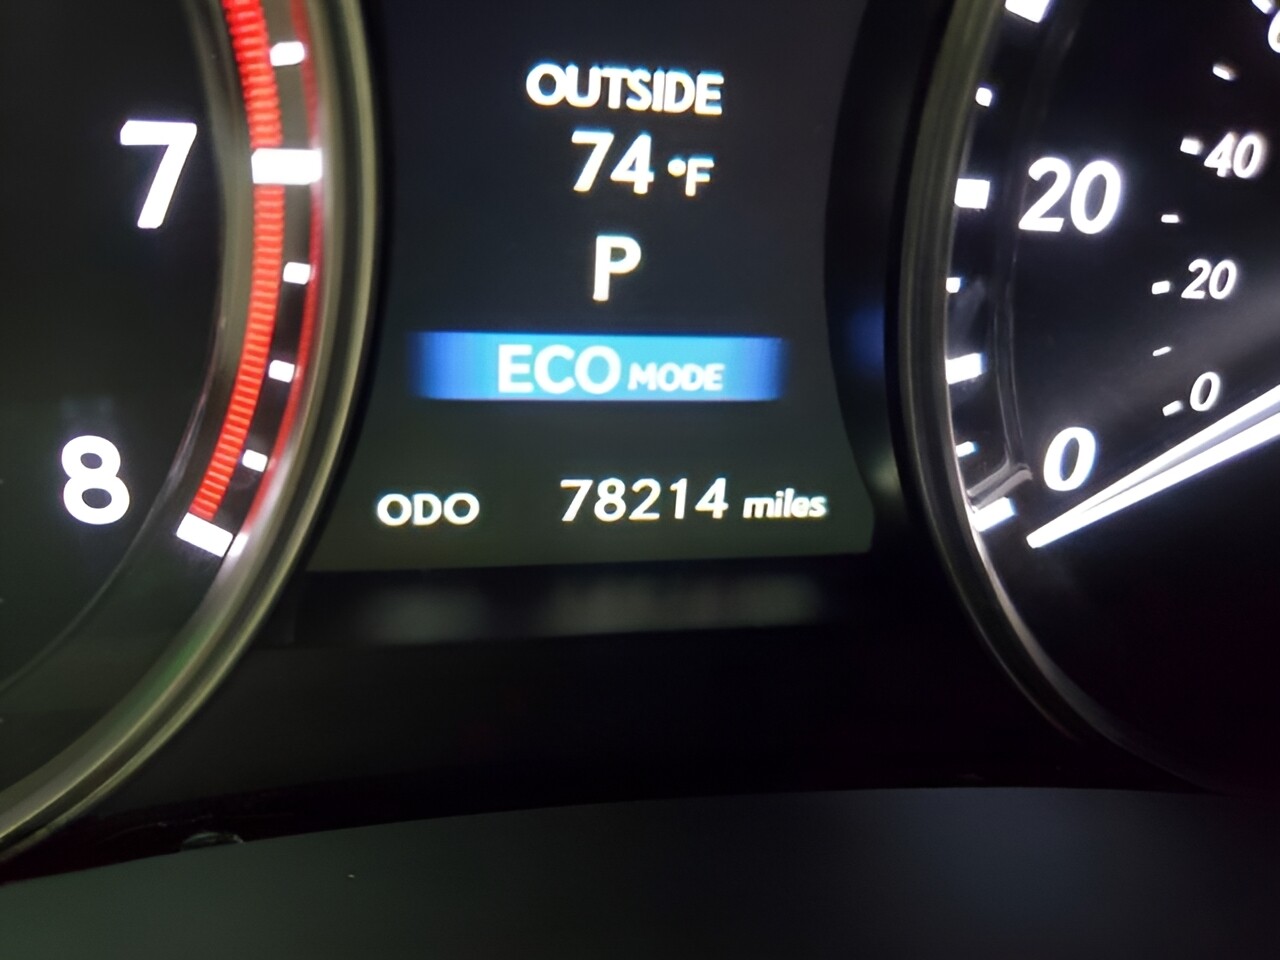 OUTSIDE
74 °F
P
ECO MODE
ODO 78214 miles
7
8
20
0
40
20
0